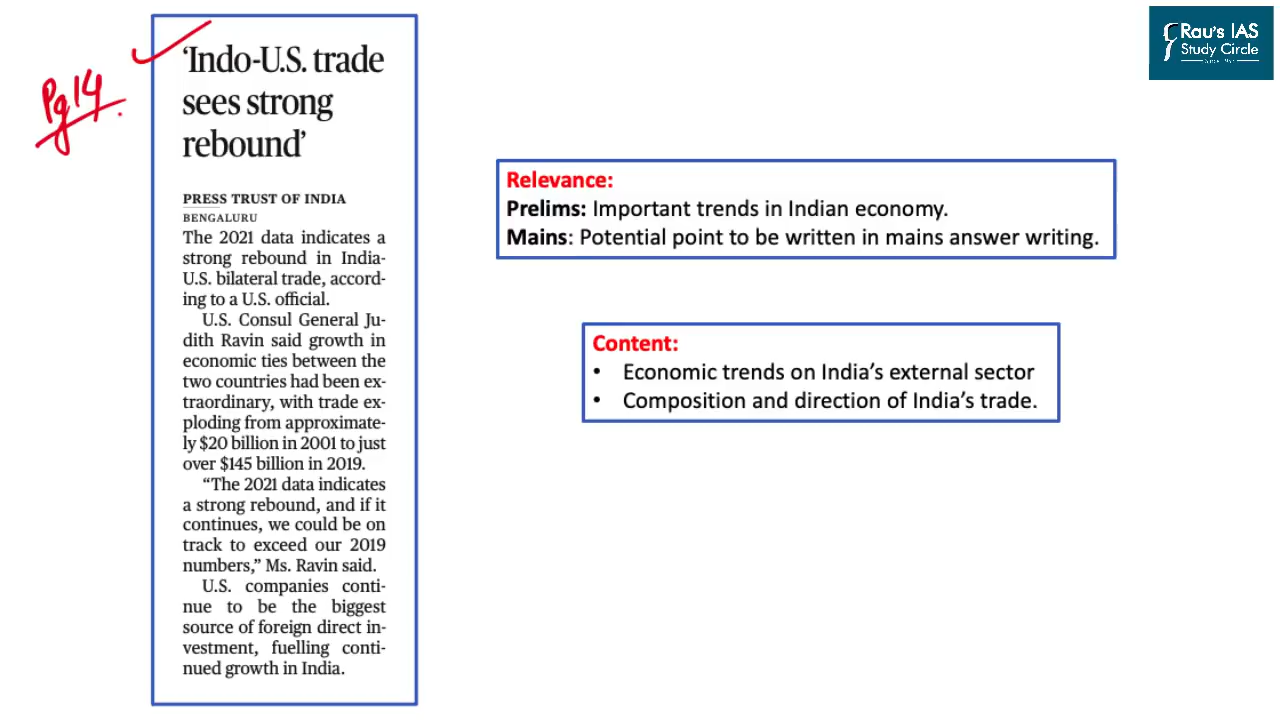 Pg 14
‘Indo-U.S. trade
sees strong
rebound’
PRESS TRUST OF INDIA
BENGALURU
The 2021 data indicates a
strong rebound in India-
U.S. bilateral trade, accord-
ing to a U.S. official.
U.S. Consul General Ju-
dith Ravin said growth in
economic ties between the
two countries had been ex-
traordinary, with trade ex-
ploding from approximate-
ly $20 billion in 2001 to just
over $145 billion in 2019.
“The 2021 data indicates
a strong rebound, and if it
continues, we could be on
track to exceed our 2019
numbers,” Ms. Ravin said.
U.S. companies conti-
nue to be the biggest
source of foreign direct in-
vestment, fuelling conti-
nued growth in India.
Relevance:
Prelims: Important trends in Indian economy.
Mains: Potential point to be written in mains answer writing.
Content:
• Economic trends on India’s external sector
• Composition and direction of India’s trade.
Rau's IAS
Study Circle